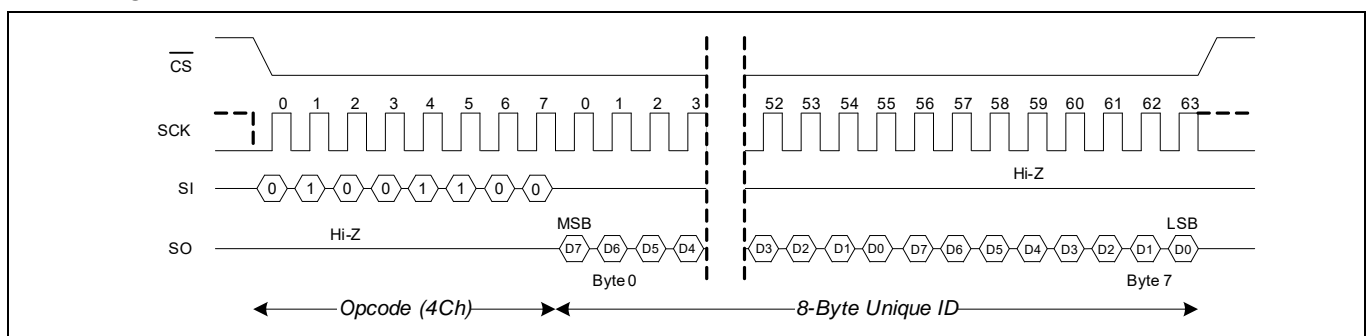 CS
0 1 2 3 4 5 6 7 0 1 2 3 52 53 54 55 56 57 58 59 60 61 62 63
SCK
Hi-Z
SI 0 1 0 0 1 1 0 0
MSB LSB
Hi-Z
SO D7 D6 D5 D4 D3 D2 D1 D0 D7 D6 D5 D4 D3 D2 D1 D0
Byte 0 Byte 7
Opcode (4Ch) 8-Byte Unique ID